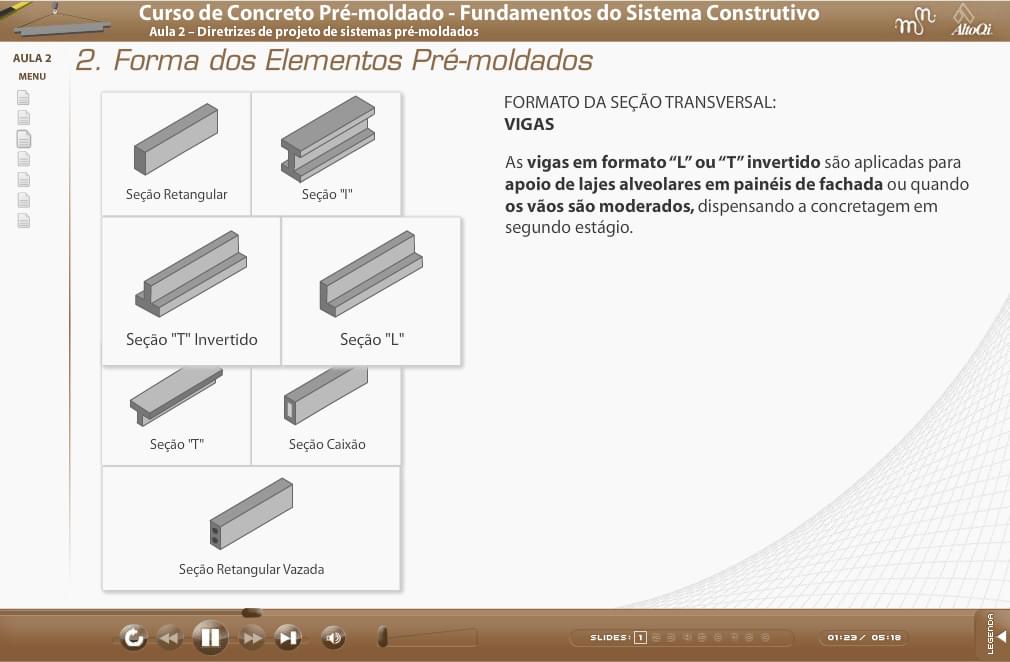 Curso de Concreto Pré-moldado - Fundamentos do Sistema Construtivo
Aula 2 – Diretrizes de projeto de sistemas pré-moldados
AltoQi
AULA 2
MENU
2. Forma dos Elementos Pré-moldados
Seção Retangular
Seção "I"
Seção "T" Invertido
Seção "L"
Seção "T"
Seção Caixão
Seção Retangular Vazada
FORMATO DA SEÇÃO TRANSVERSAL:
VIGAS
As vigas em formato “L” ou “T” invertido são aplicadas para
apoio de lajes alveolares em painéis de fachada ou quando
os vãos são moderados, dispensando a concretagem em
segundo estágio.
SLIDES: 1
01:23 / 05:18
LEGENDA